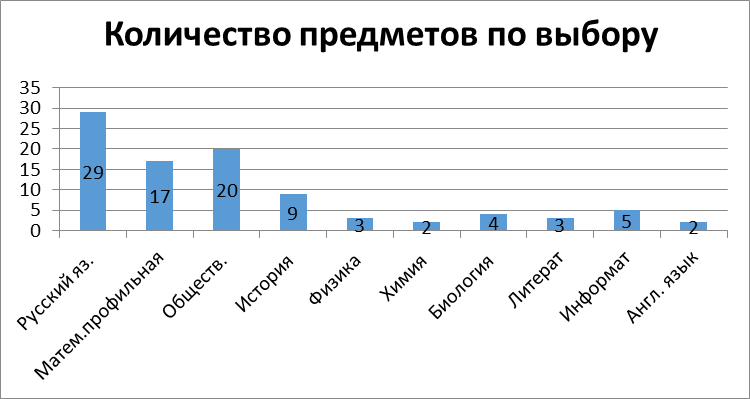 Количество предметов по выбору
35
30
25
20
15
10
5
0
29
17
20
9
3
2
4
3
5
2
Русский яз.
Матем.профильная
Обществ.
История
Физика
Химия
Биология
Литерат
Информат
Англ. язык